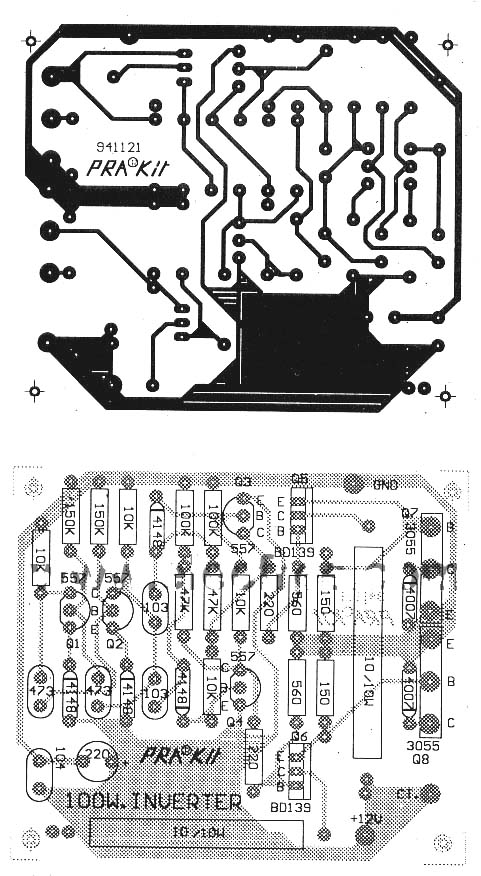 941121
PRA Kit
Q3 Q5 GND
150K 150K 10K 4148 100K 100K E B C E C B Q7 3055 B
10K 557 BD139
557 557 C 103 47K 47K 10K 220 560 150 4007 C
C B E B E
Q1 Q2 E
473 4148 473 4148 103 4148 10K 557 C B E 560 150 10/10W 4007 B
Q4 Q6 C
104 220 PRA Kit 220 E C B 3055 Q8
100W. INVERTER BD139 CT.
10/10W +12V